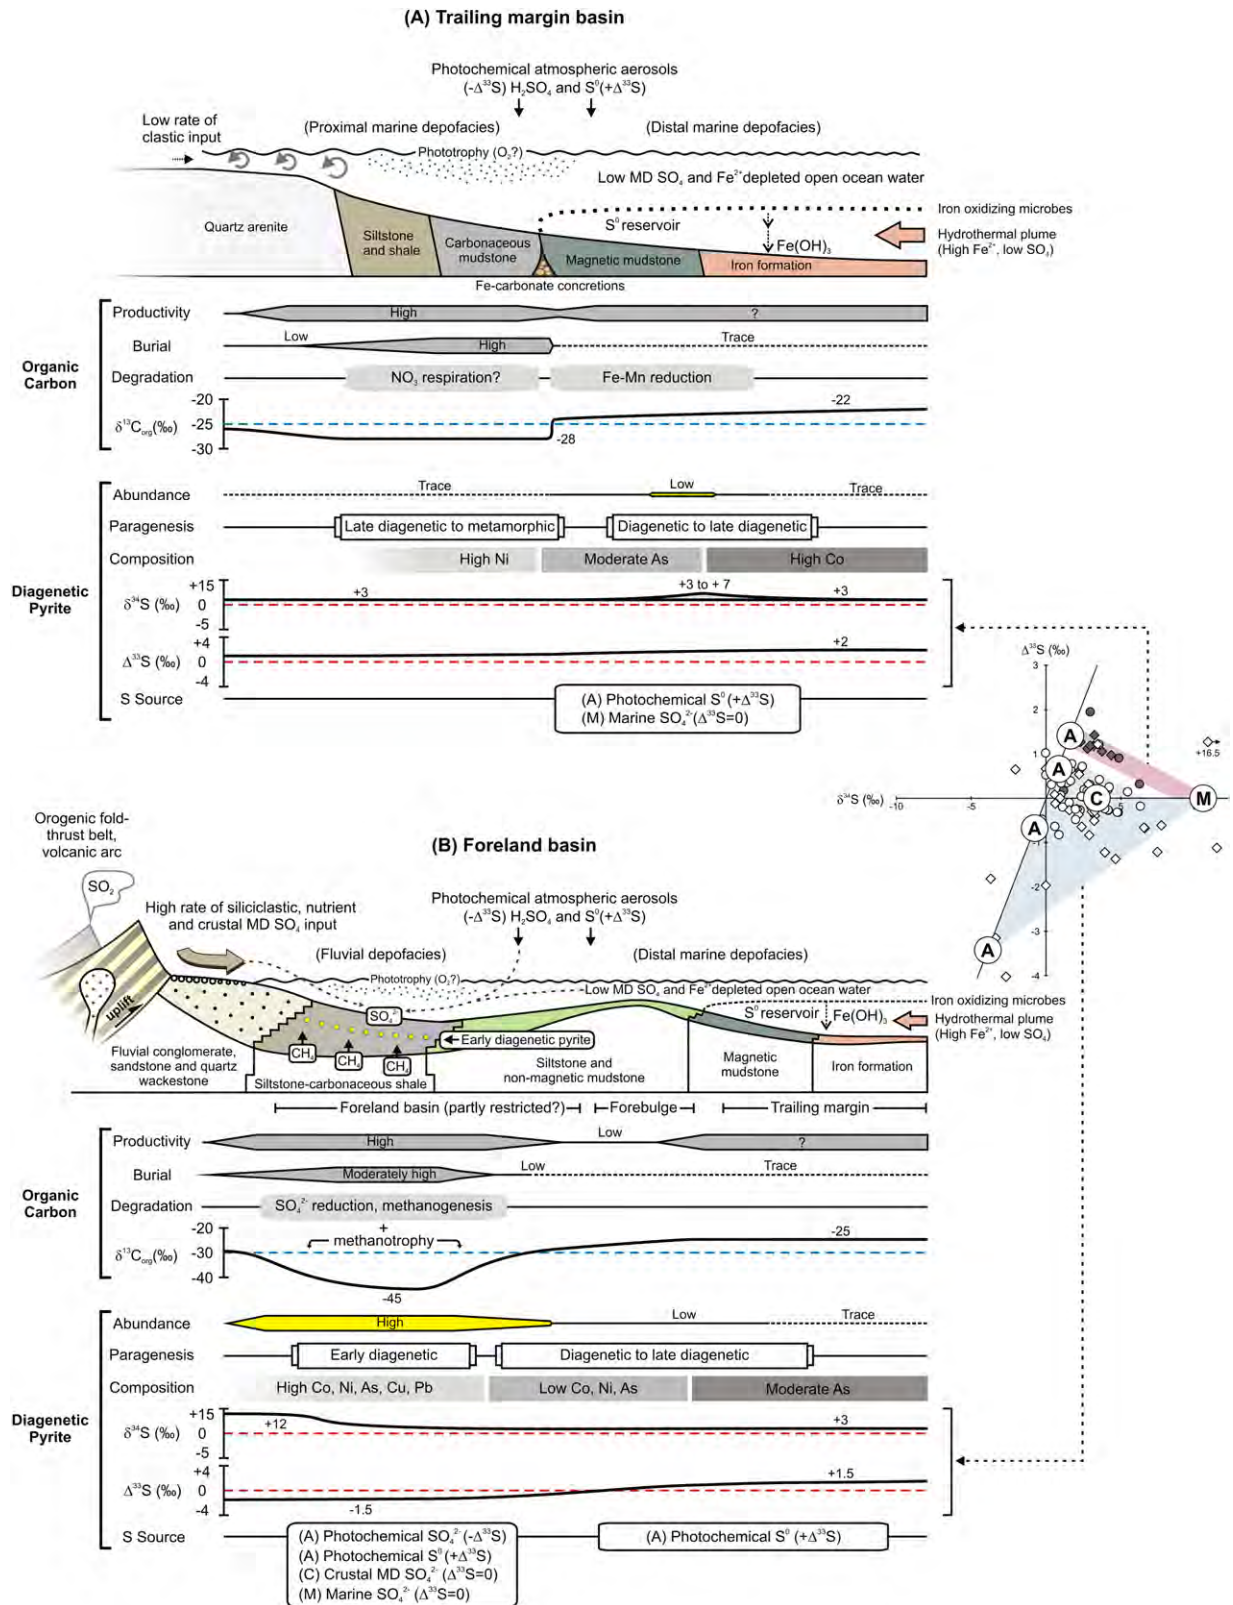 (A) Trailing margin basin
Photochemical atmospheric aerosols
(-Δ³³S) H₂SO₄ and S⁰(+Δ³³S)
Low rate of
clastic input
(Proximal marine depofacies)
(Distal marine depofacies)
Phototrophy (O₂?)
Low MD SO₄ and Fe²⁺depleted open ocean water
Quartz arenite
Siltstone
and shale
Carbonaceous
mudstone
S⁰ reservoir
Magnetic mudstone
Fe(OH)₃
Iron formation
Iron oxidizing microbes
Hydrothermal plume
(High Fe²⁺, low SO₄)
Fe-carbonate concretions
Organic
Carbon
Productivity
High
?
Burial
Low
High
Trace
Degradation
NO₃ respiration?
Fe-Mn reduction
δ¹³Corg(‰)
-20
-25
-30
-28
-22
Diagenetic
Pyrite
Abundance
Trace
Low
Trace
Paragenesis
Late diagenetic to metamorphic
Diagenetic to late diagenetic
Composition
High Ni
Moderate As
High Co
δ³⁴S (‰)
+15
0
-5
+3
+3 to + 7
+3
Δ³³S (‰)
+4
0
-4
+2
S Source
(A) Photochemical S⁰ (+Δ³³S)
(M) Marine SO₄²⁻(Δ³³S=0)
Δ³³S (‰)
3
2
1
-1
-2
-3
-4
δ³⁴S (‰)
-10
-5
5
+16.5
A
A
A
A
C
M
(B) Foreland basin
Orogenic fold-
thrust belt,
volcanic arc
SO₂
uplift
High rate of siliciclastic, nutrient
and crustal MD SO₄ input
Photochemical atmospheric aerosols
(-Δ³³S) H₂SO₄ and S⁰(+Δ³³S)
(Fluvial depofacies)
(Distal marine depofacies)
Phototrophy (O₂?)
Low MD SO₄ and Fe²⁺depleted open ocean water
SO₄²⁻
CH₄
CH₄
CH₄
Early diagenetic pyrite
S⁰ reservoir
Fe(OH)₃
Iron oxidizing microbes
Hydrothermal plume
(High Fe²⁺, low SO₄)
Fluvial conglomerate,
sandstone and quartz
wackestone
Siltstone-carbonaceous shale
Siltstone and
non-magnetic mudstone
Magnetic
mudstone
Iron formation
Foreland basin (partly restricted?)
Forebulge
Trailing margin
Organic
Carbon
Productivity
High
Low
?
Burial
Moderately high
Low
Trace
Degradation
SO₄²⁻ reduction, methanogenesis
+
methanotrophy
δ¹³Corg(‰)
-20
-30
-40
-45
-25
Diagenetic
Pyrite
Abundance
High
Low
Trace
Paragenesis
Early diagenetic
Diagenetic to late diagenetic
Composition
High Co, Ni, As, Cu, Pb
Low Co, Ni, As
Moderate As
δ³⁴S (‰)
+15
0
-5
+12
+3
Δ³³S (‰)
+4
0
-4
-1.5
+1.5
S Source
(A) Photochemical SO₄²⁻ (-Δ³³S)
(A) Photochemical S⁰ (+Δ³³S)
(C) Crustal MD SO₄²⁻ (Δ³³S=0)
(M) Marine SO₄²⁻ (Δ³³S=0)
(A) Photochemical S⁰ (+Δ³³S)